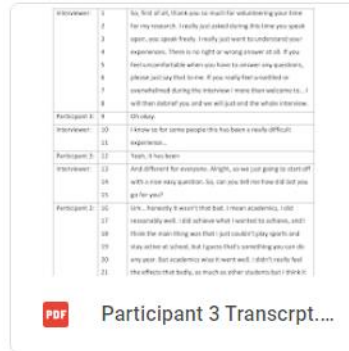 Interviewer: 1 So, first of all, thank you so much for volunteering your time
2 for my research. I really just asked during this time you speak
3 open, you speak freely. I really just want to understand your
4 experiences. There is no right or wrong answer at all. If you
5 feel uncomfortable when you have to answer any questions,
6 please just say that to me. If you really feel unsettled or
7 overwhelmed during the interview I more than welcome to... I
8 will then debrief you and we will just end the whole interview.
Participant 3: 9 Oh okay.
Interviewer: 10 I know so for some people this has been a really difficult
11 experience...
Participant 3: 12 Yeah, it has been
Interviewer: 13 And different for everyone. Alright, so we just going to start off
14 with a nice easy question. So, can you tell me how did last you
15 go for you?
Participant 3: 16 Um... honestly it wasn't that bad. I mean academics, I did
17 reasonably well. I did achieve what I wanted to achieve, and I
18 think the main thing was that I just couldn't play sports and
19 stay active at school, but I guess that's something you can do
20 any year. But academics wise it went well. I didn't really feel
21 the effects that badly, as much as other students but I think it
PDF Participant 3 Transcrpt....